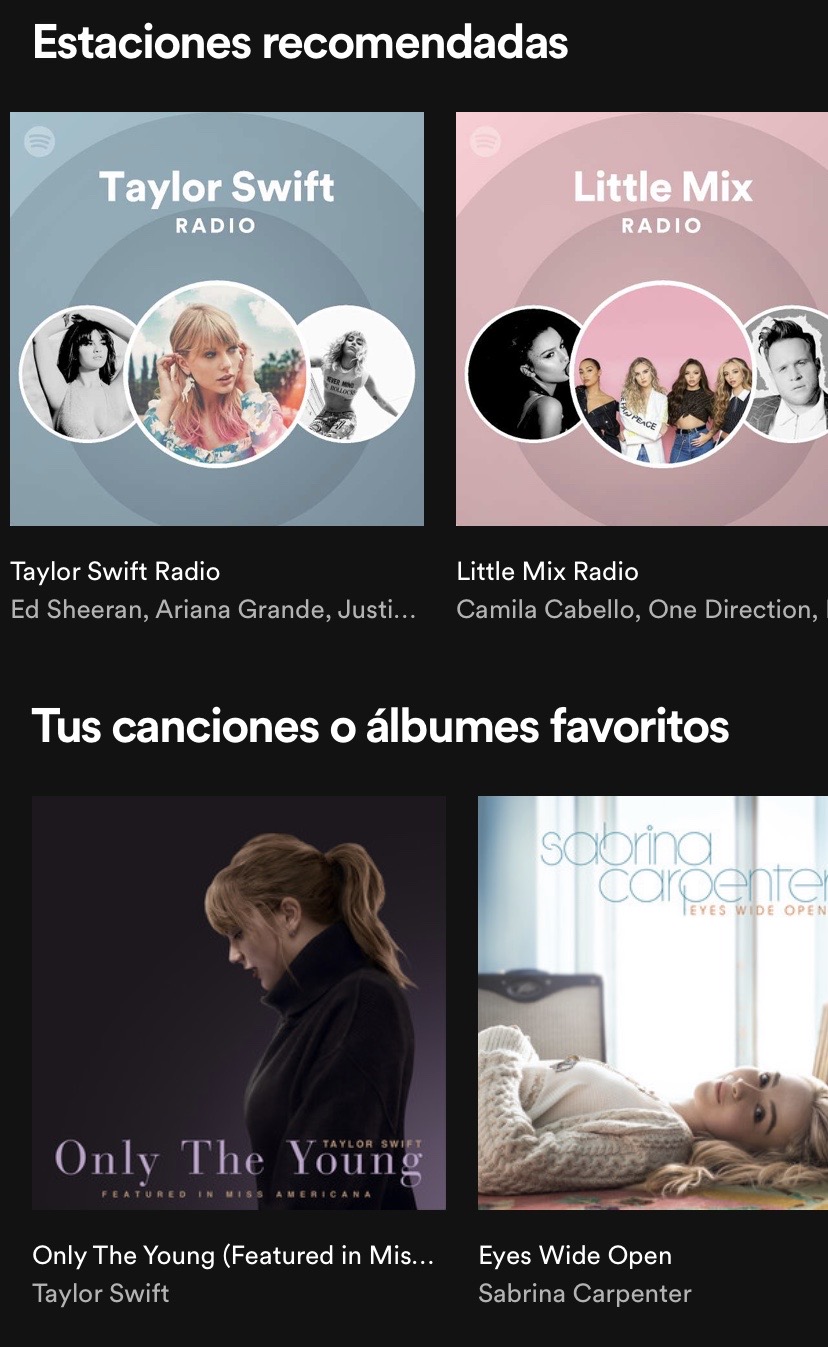 Estaciones recomendadas
Taylor Swift
RADIO
Little Mix
RADIO
Taylor Swift Radio
Ed Sheeran, Ariana Grande, Justi...
Little Mix Radio
Camila Cabello, One Direction,
Tus canciones o álbumes favoritos
TAYLOR SWIFT
Only The Young
FEATURED IN MISS AMERICANA
sabrina
carpenter
EYES WIDE OPEN
Only The Young (Featured in Mis...
Taylor Swift
Eyes Wide Open
Sabrina Carpenter